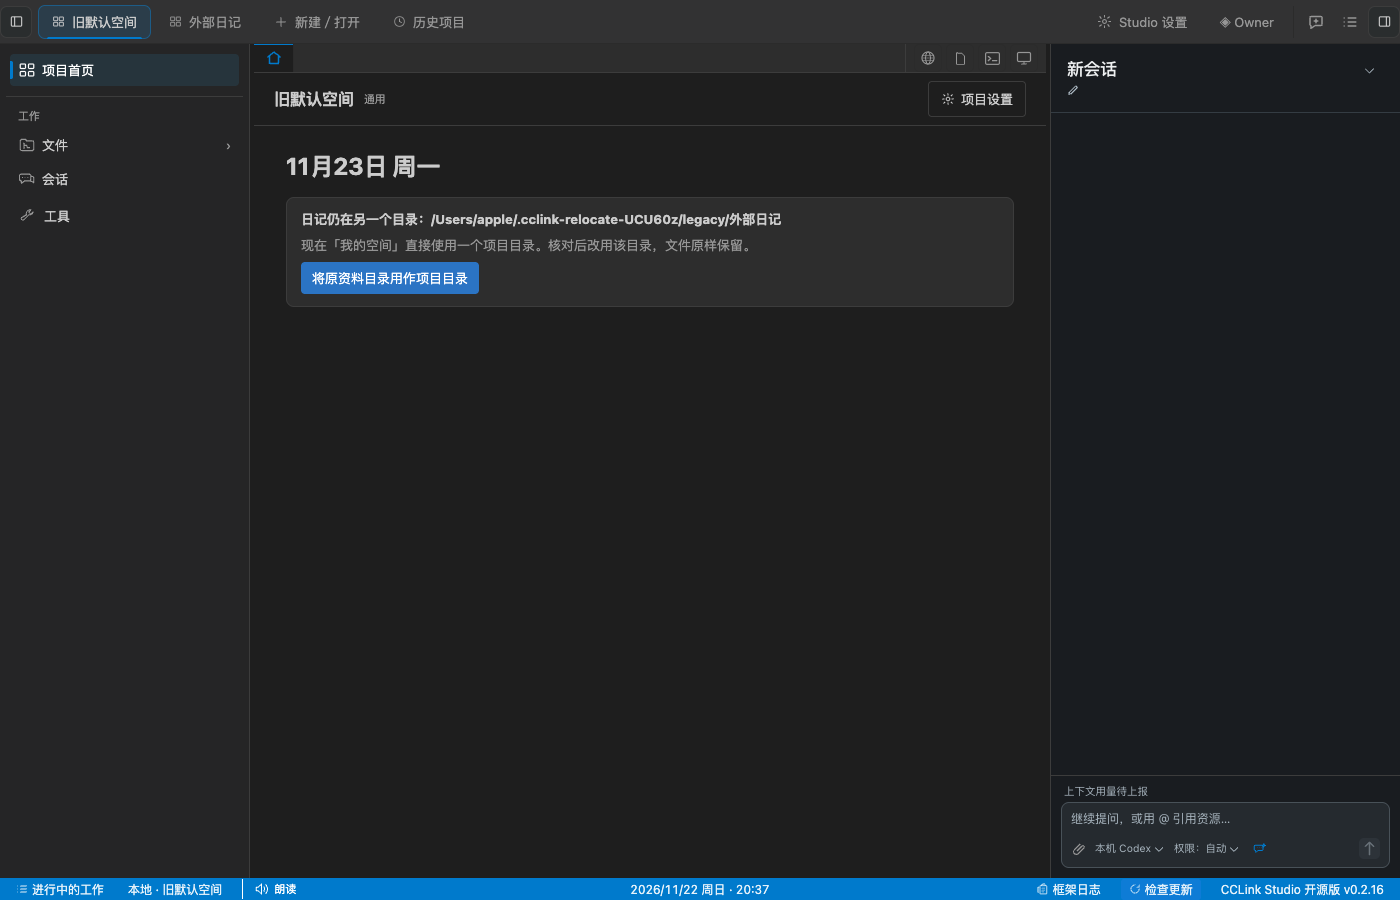 旧默认空间
外部日记
新建 / 打开
历史项目
Studio 设置
Owner
项目首页
工作
文件
会话
工具
旧默认空间 通用
项目设置
11月23日 周一
日记仍在另一个目录：/Users/apple/.cclink-relocate-UCU60z/legacy/外部日记
现在「我的空间」直接使用一个项目目录。核对后改用该目录，文件原样保留。
将原资料目录用作项目目录
新会话
上下文用量待上报
继续提问，或用 @ 引用资源...
本机 Codex
权限：自动
进行中的工作
本地 · 旧默认空间
朗读
2026/11/22 周日 · 20:37
框架日志
检查更新
CCLink Studio 开源版 v0.2.16